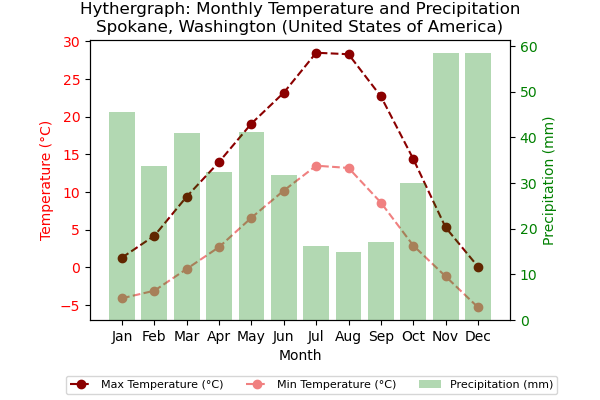 Hythergraph: Monthly Temperature and Precipitation
Spokane, Washington (United States of America)
Temperature (°C)
30
25
20
15
10
5
0
−5
60
50
40
30
20
10
0
Precipitation (mm)
Jan Feb Mar Apr May Jun Jul Aug Sep Oct Nov Dec
Month
Max Temperature (°C) Min Temperature (°C) Precipitation (mm)